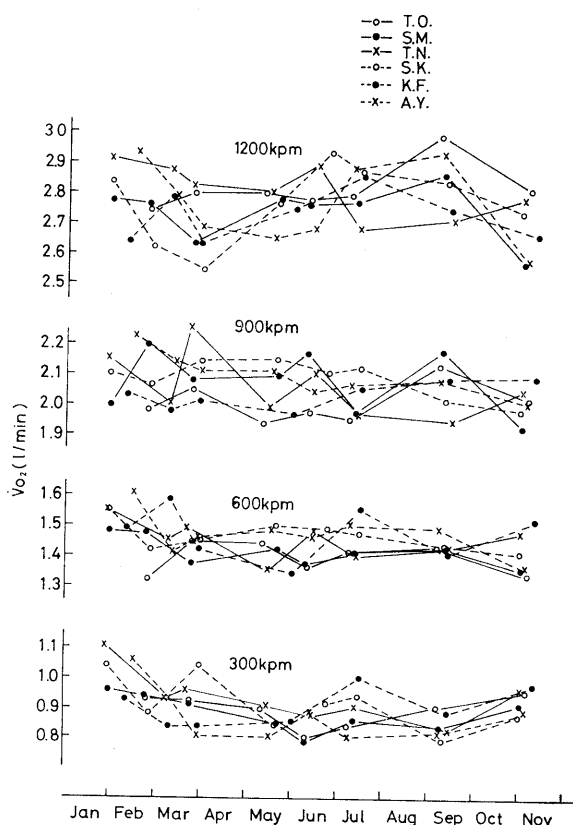 T.O.
S.M.
T.N.
S.K.
K.F.
A.Y.
1200kpm
3.0
2.9
2.8
2.7
2.6
2.5
900kpm
2.2
2.1
2.0
1.9
V̇o₂(l/min)
600kpm
1.6
1.5
1.4
1.3
300kpm
1.1
1.0
0.9
0.8
Jan Feb Mar Apr May Jun Jul Aug Sep Oct Nov